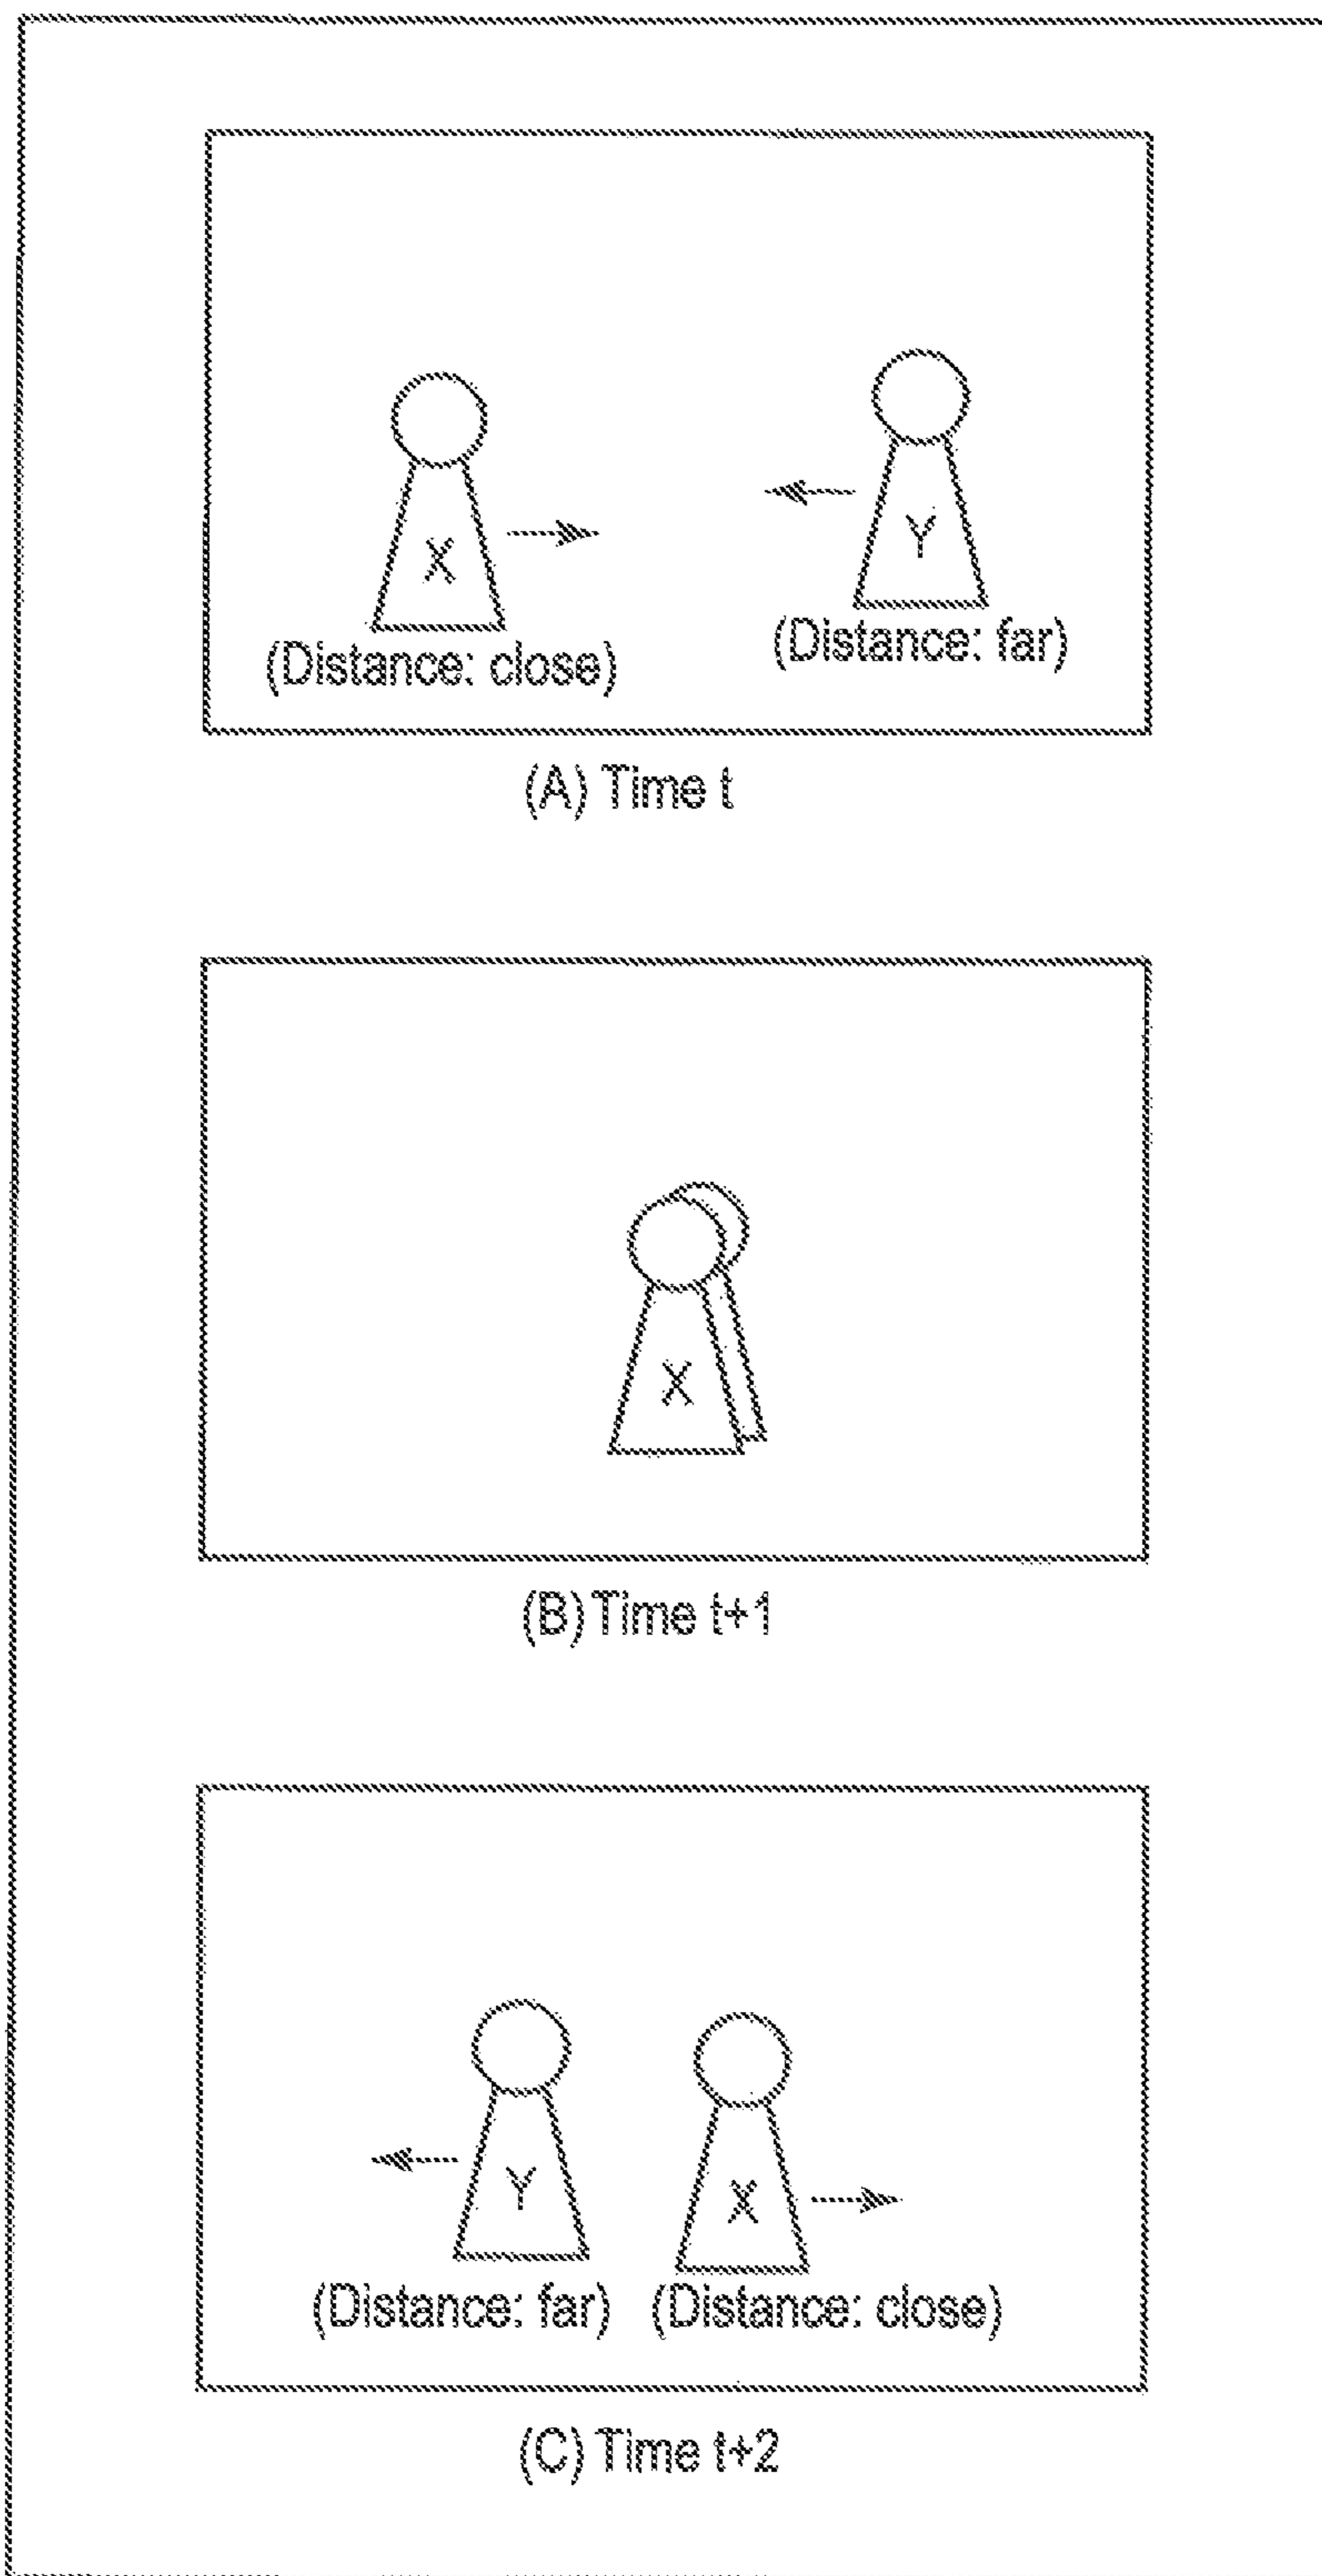 X
Y
(Distance: close)
(Distance: far)
(A) Time t
X
(B) Time t+1
Y
X
(Distance: far) (Distance: close)
(C) Time t+2